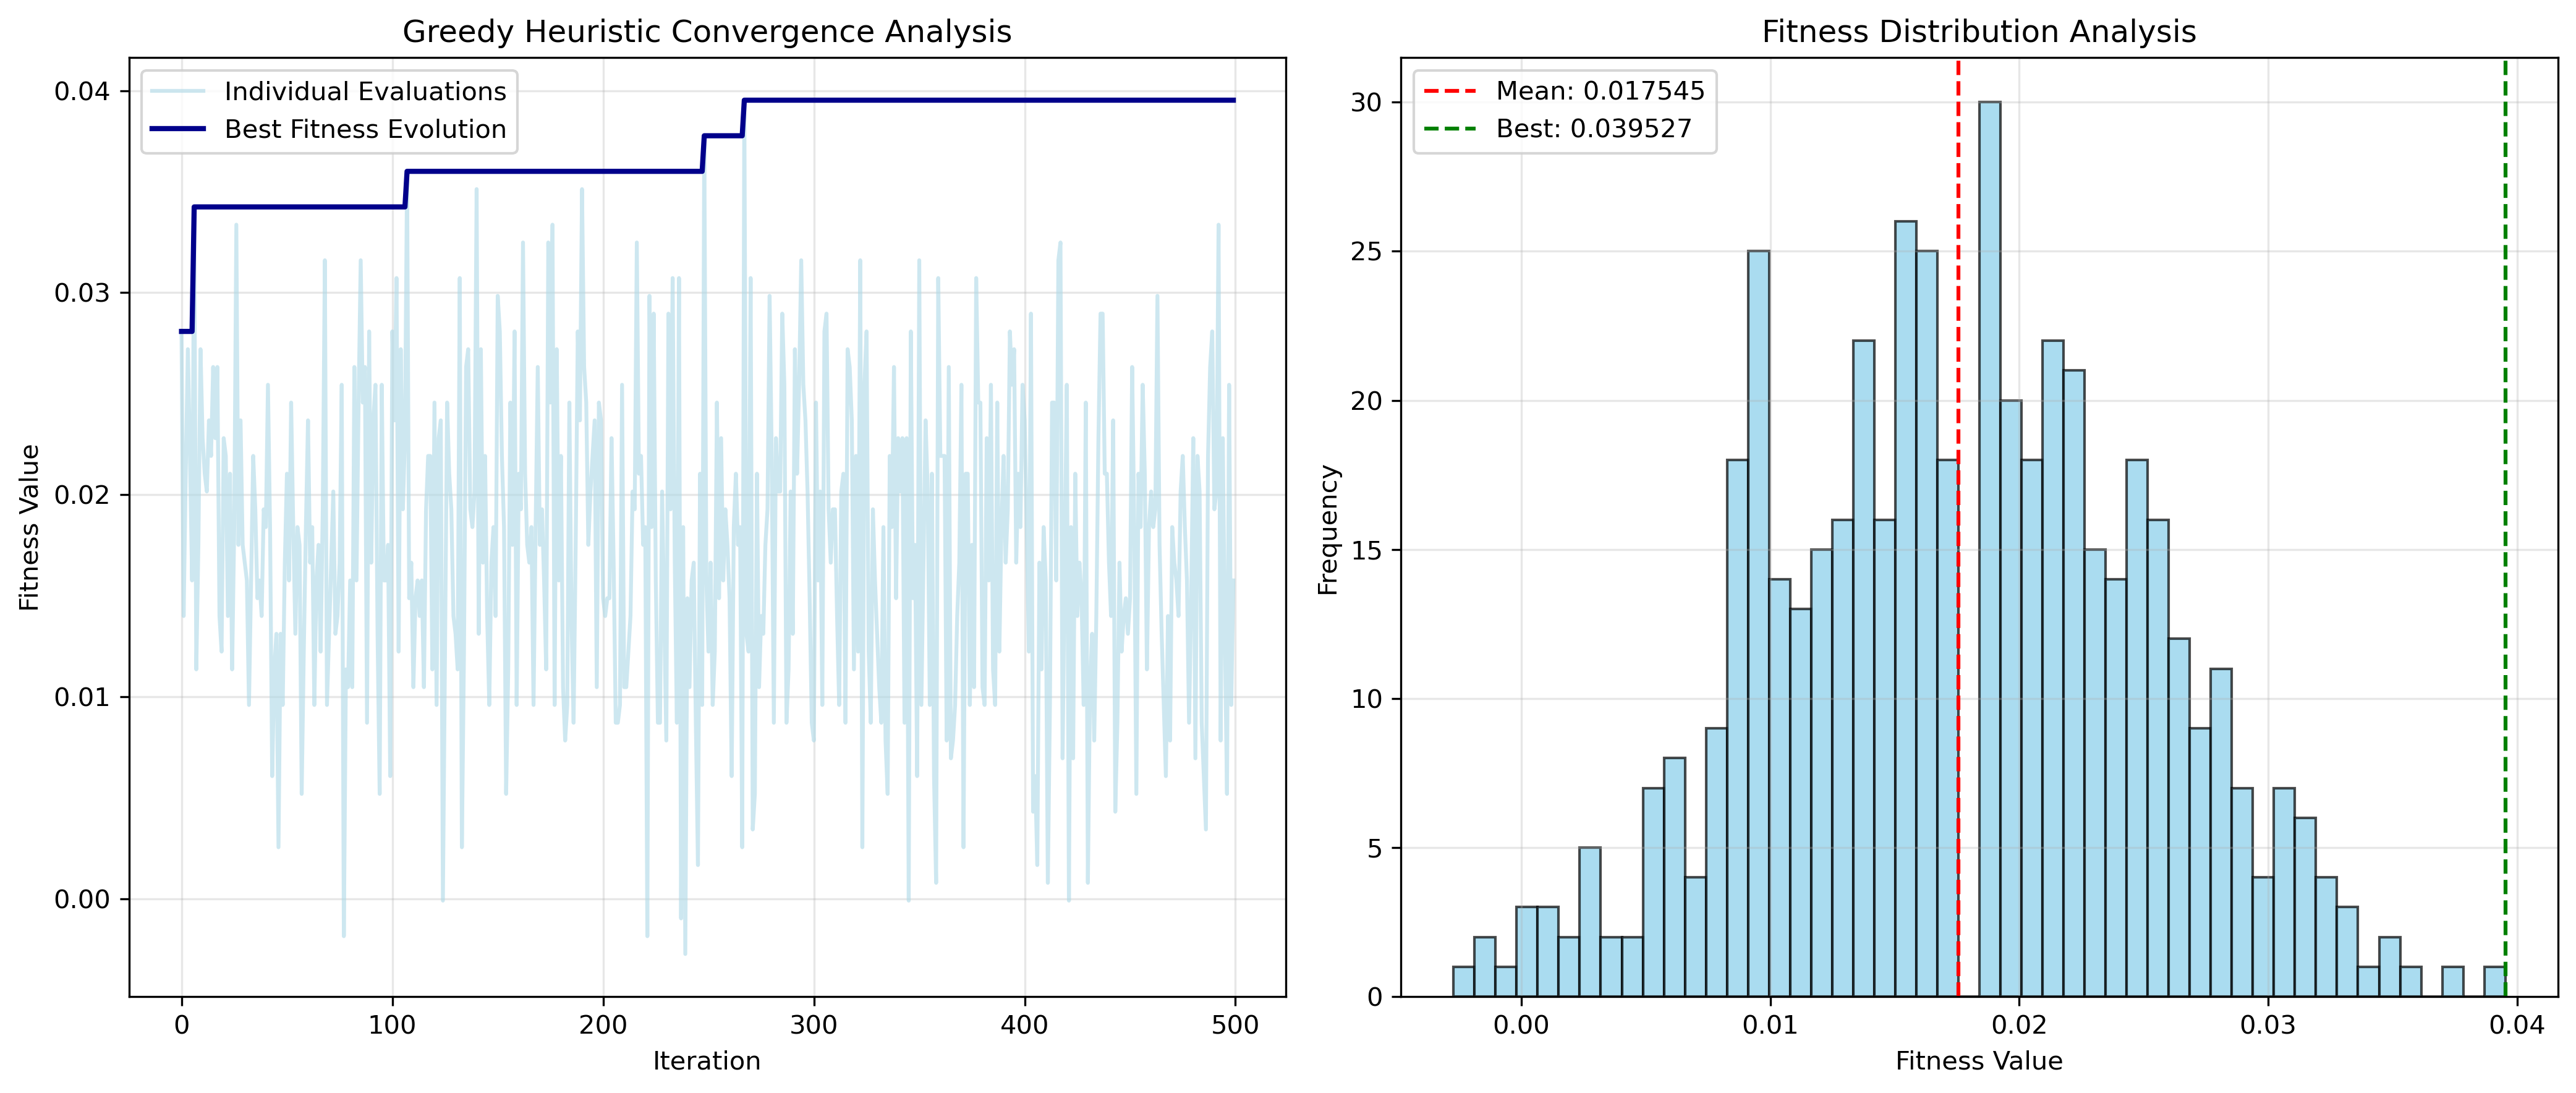 Greedy Heuristic Convergence Analysis
Individual Evaluations
Best Fitness Evolution
Fitness Value
0.04
0.03
0.02
0.01
0.00
0 100 200 300 400 500
Iteration
Fitness Distribution Analysis
Mean: 0.017545
Best: 0.039527
Frequency
30
25
20
15
10
5
0
0.00 0.01 0.02 0.03 0.04
Fitness Value